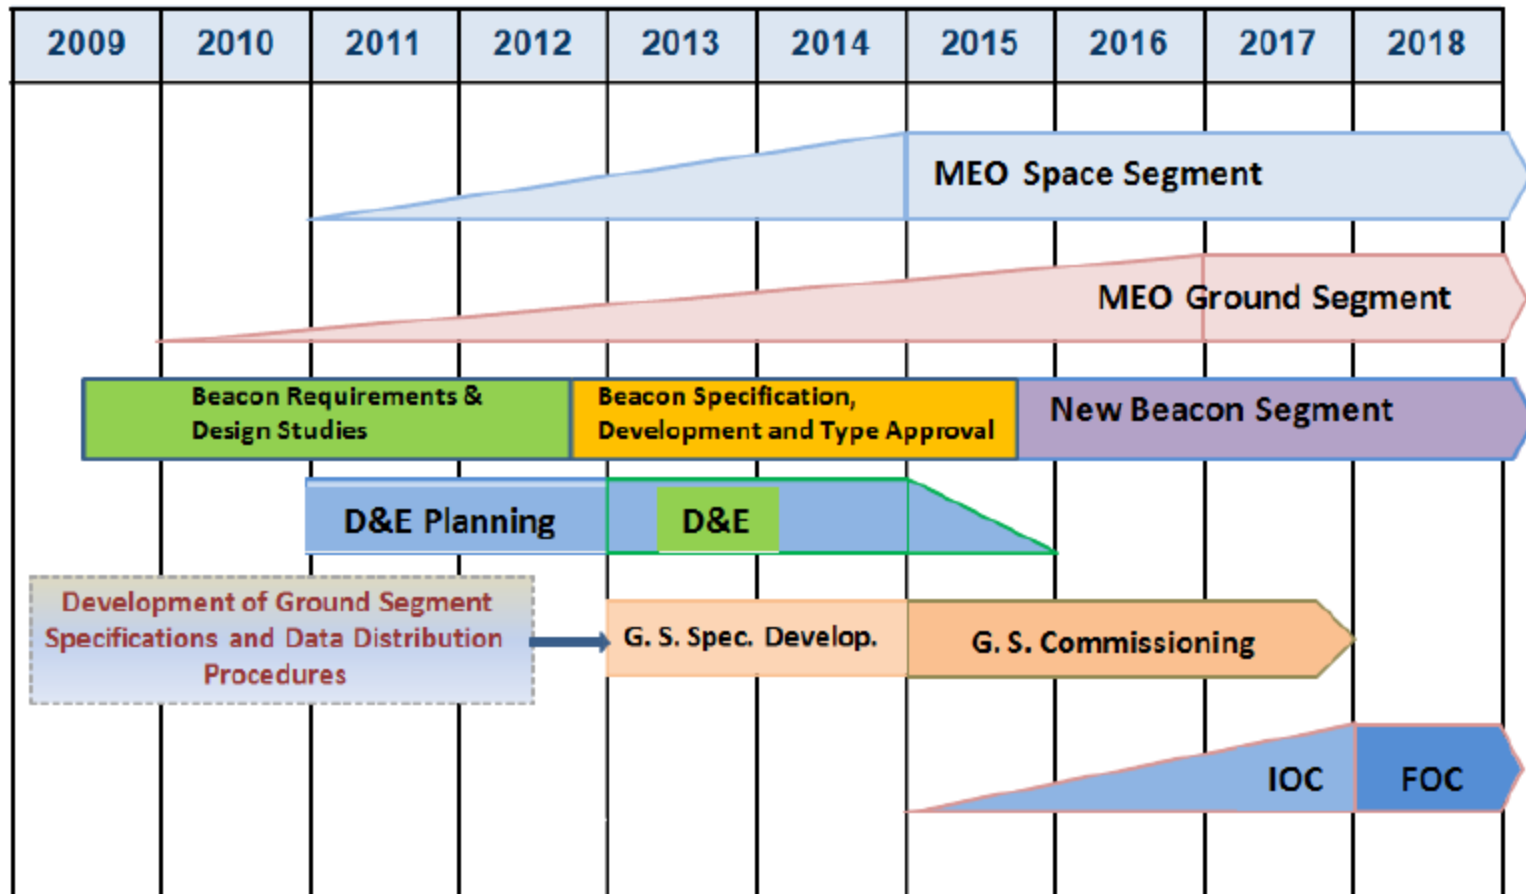 2009 2010 2011 2012 2013 2014 2015 2016 2017 2018
MEO Space Segment
MEO Ground Segment
Beacon Requirements &
Design Studies
Beacon Specification,
Development and Type Approval
New Beacon Segment
D&E Planning
D&E
Development of Ground Segment
Specifications and Data Distribution
Procedures
G. S. Spec. Develop.
G. S. Commissioning
IOC
FOC